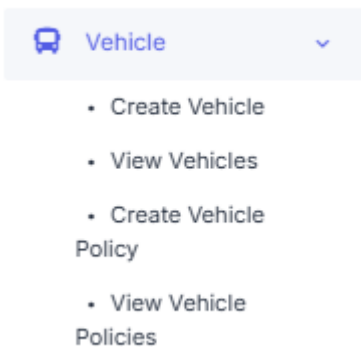 Vehicle
• Create Vehicle
• View Vehicles
• Create Vehicle
Policy
• View Vehicle
Policies